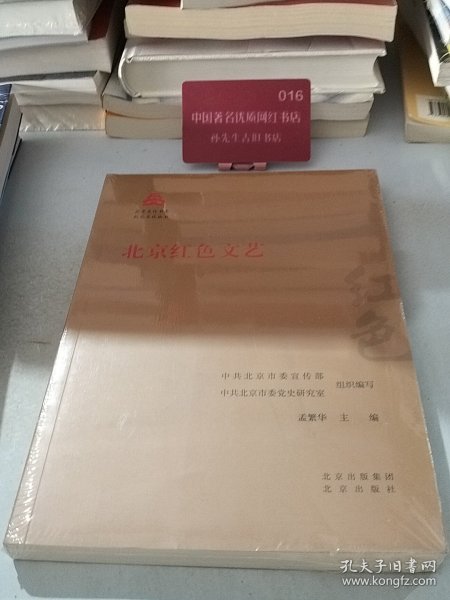 016
中国著名优质网红书店
孙先生古旧书店
北京红色文艺
红色
中共北京市委宣传部
中共北京市委党史研究室
组织编写
孟繁华 主 编
北京出版集团
北京出版社
孔夫子旧书网
www.kongfz.com